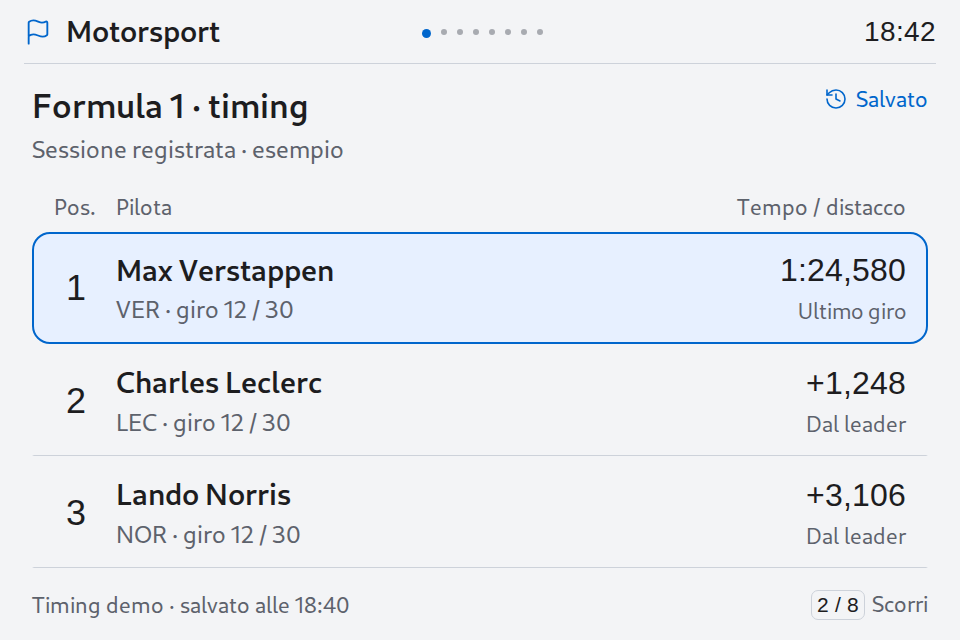 Motorsport
18:42
Formula 1 · timing
Salvato
Sessione registrata · esempio
Pos. Pilota Tempo / distacco
1 Max Verstappen 1:24,580
VER · giro 12 / 30 Ultimo giro
2 Charles Leclerc +1,248
LEC · giro 12 / 30 Dal leader
3 Lando Norris +3,106
NOR · giro 12 / 30 Dal leader
Timing demo · salvato alle 18:40
2 / 8 Scorri